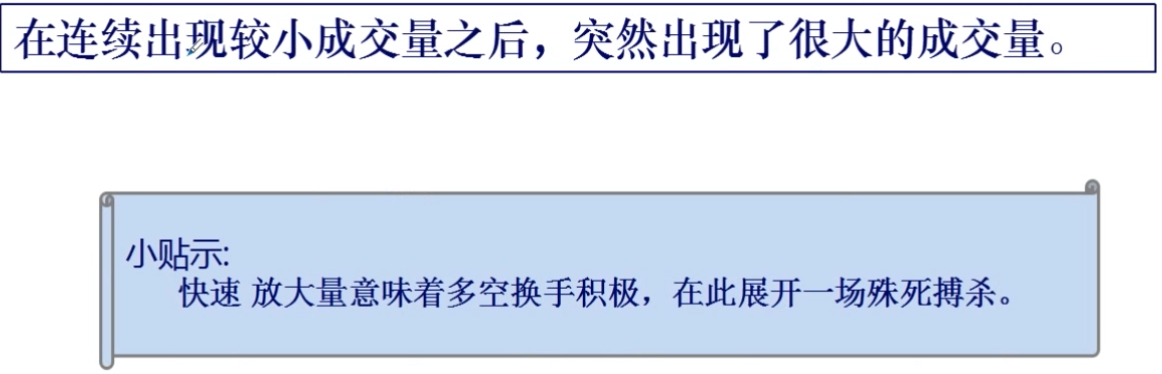 在连续出现较小成交量之后，突然出现了很大的成交量。
小贴示:
快速 放大量意味着多空换手积极，在此展开一场殊死搏杀。